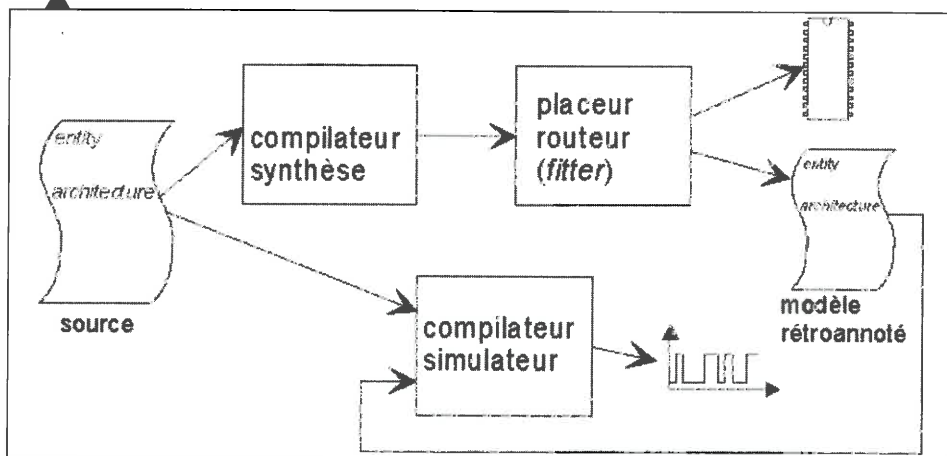 entity
architecture
source
compilateur
synthèse
placeur
routeur
(fitter)
entity
architecture
modèle
rétroannoté
compilateur
simulateur